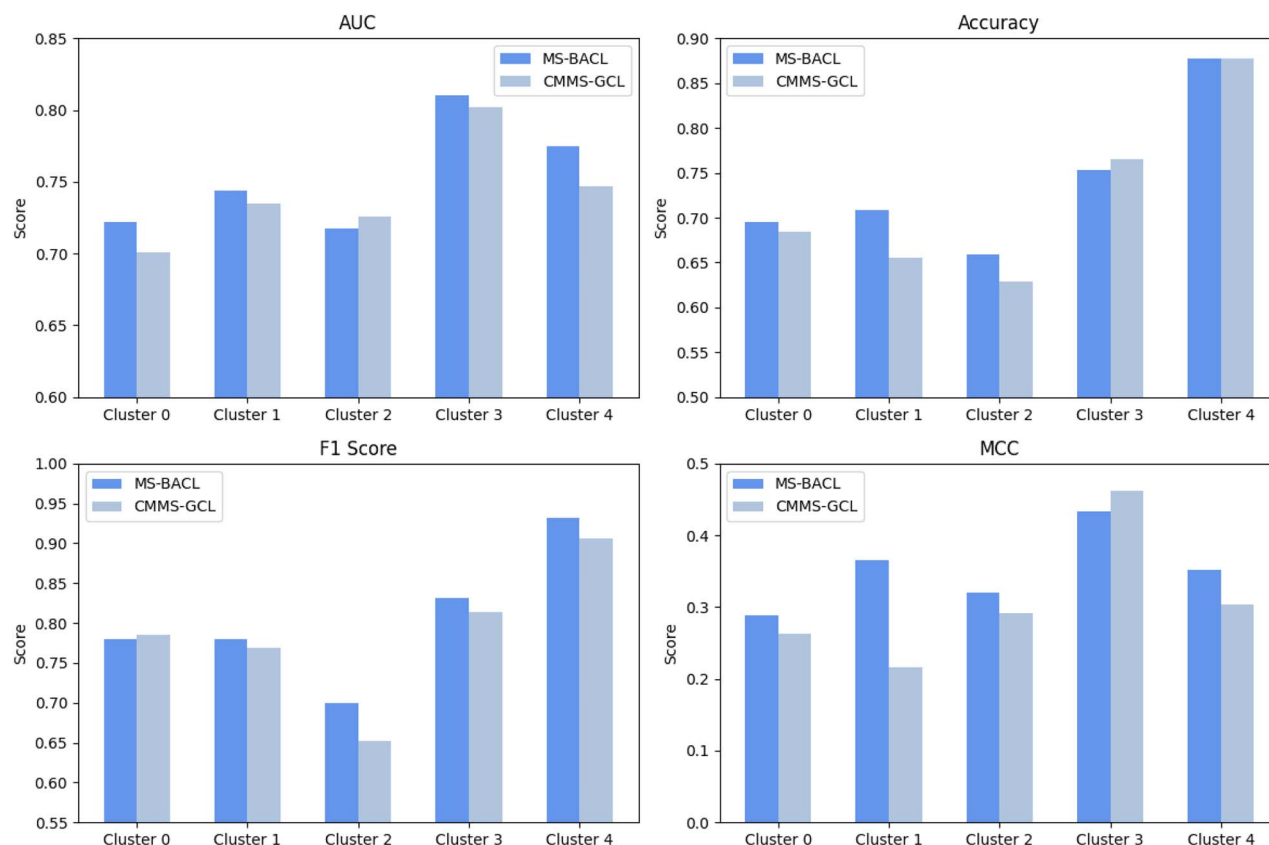 AUC
0.85
0.80
0.75
0.70
0.65
0.60
Score
MS-BACL
CMMS-GCL
Cluster 0 Cluster 1 Cluster 2 Cluster 3 Cluster 4
Accuracy
0.90
0.85
0.80
0.75
0.70
0.65
0.60
0.55
0.50
Score
MS-BACL
CMMS-GCL
Cluster 0 Cluster 1 Cluster 2 Cluster 3 Cluster 4
F1 Score
1.00
0.95
0.90
0.85
0.80
0.75
0.70
0.65
0.60
0.55
Score
MS-BACL
CMMS-GCL
Cluster 0 Cluster 1 Cluster 2 Cluster 3 Cluster 4
MCC
0.5
0.4
0.3
0.2
0.1
0.0
Score
MS-BACL
CMMS-GCL
Cluster 0 Cluster 1 Cluster 2 Cluster 3 Cluster 4